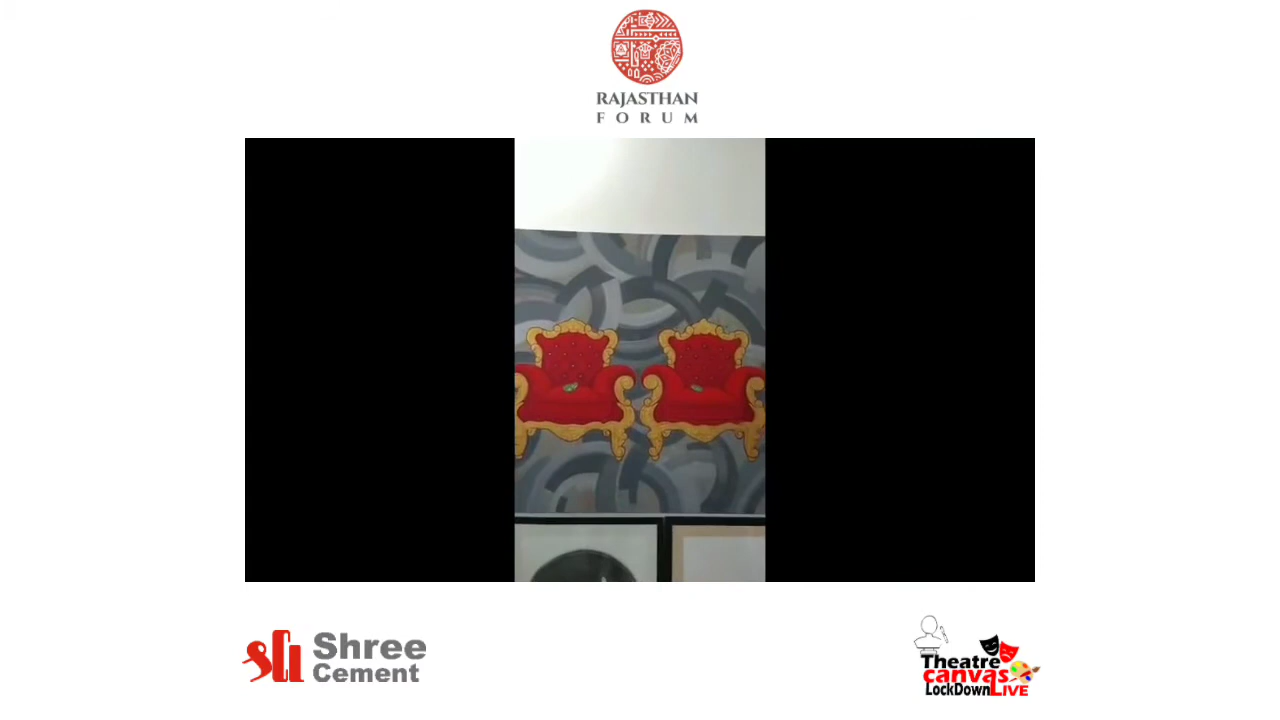 RAJASTHAN
FORUM
Shree
Cement
Theatre
canvas
LockDown LIVE